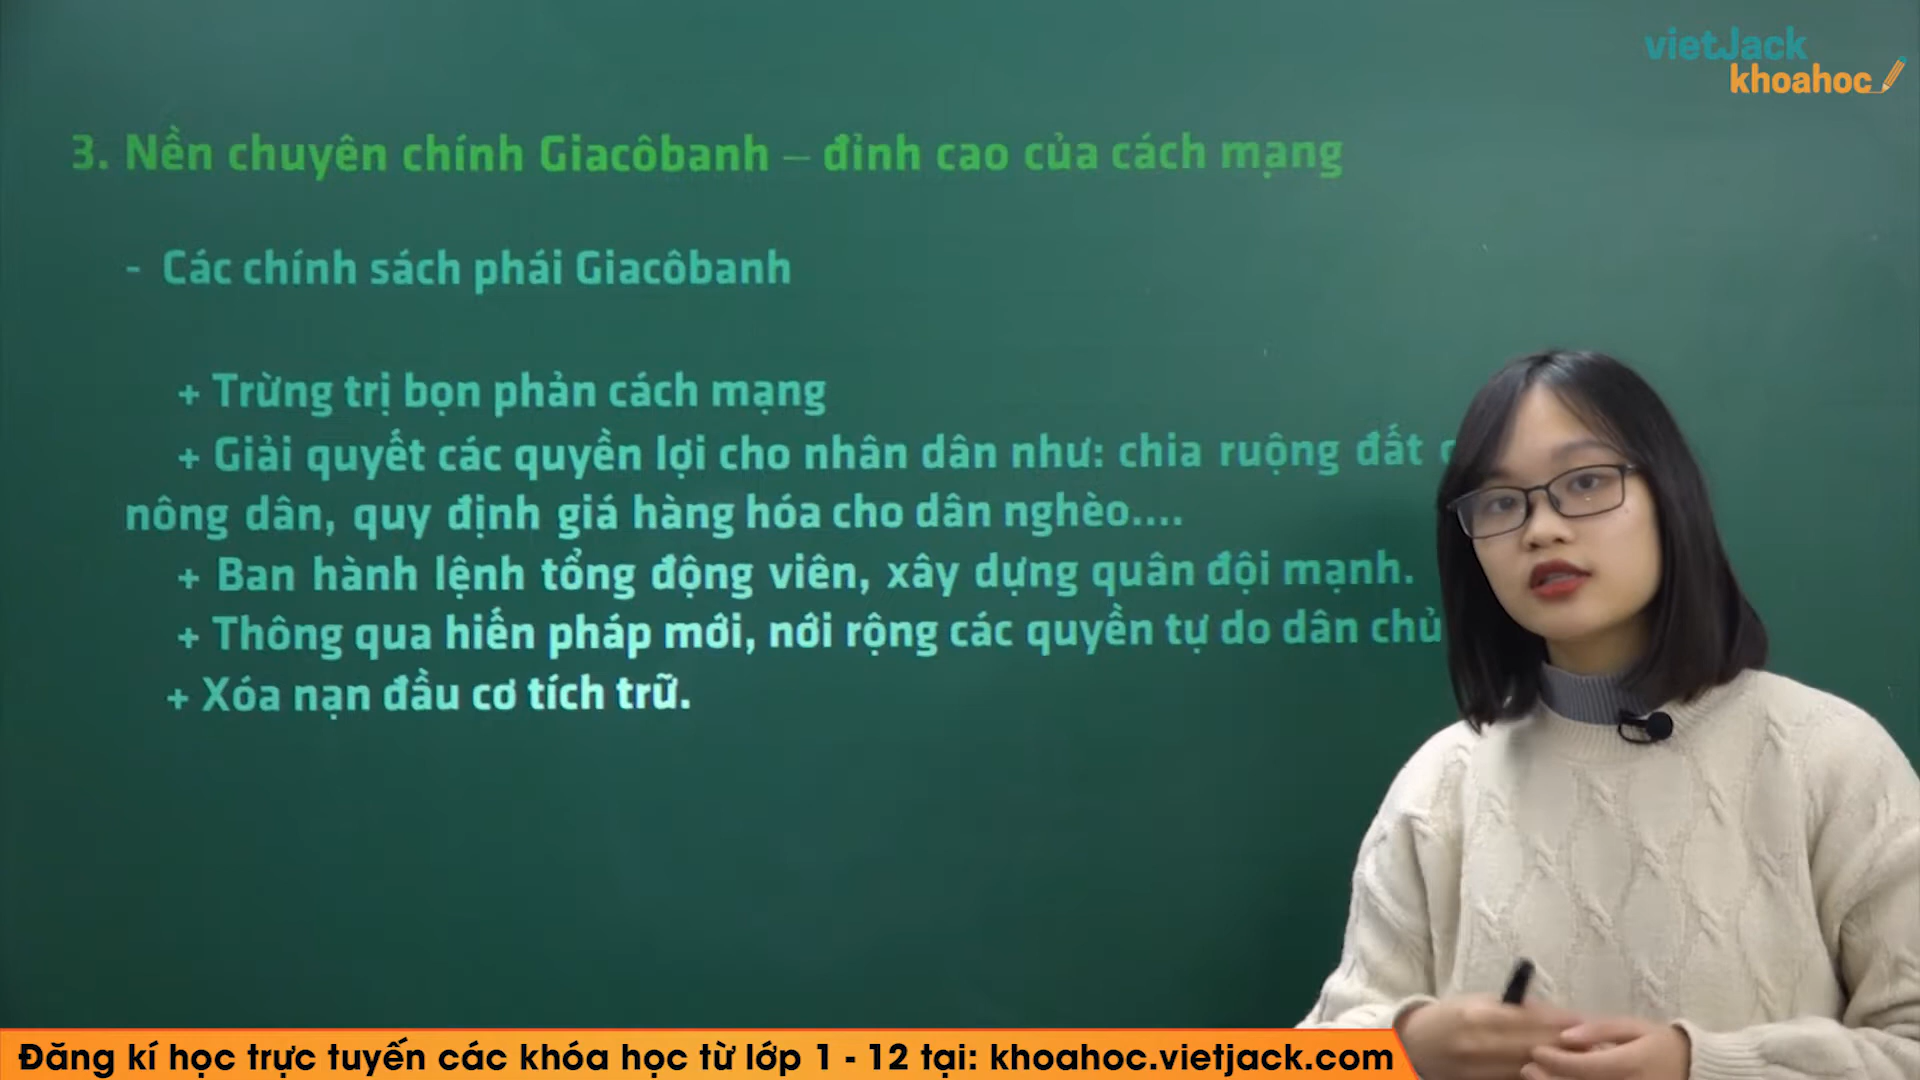 vietJack
khoahoc
3. Nền chuyên chính Giacôbanh – đỉnh cao của cách mạng
- Các chính sách phái Giacôbanh
+ Trừng trị bọn phản cách mạng
+ Giải quyết các quyền lợi cho nhân dân như: chia ruộng đất
nông dân, quy định giá hàng hóa cho dân nghèo....
+ Ban hành lệnh tổng động viên, xây dựng quân đội mạnh.
+ Thông qua hiến pháp mới, nới rộng các quyền tự do dân chủ
+ Xóa nạn đầu cơ tích trữ.
Đăng kí học trực tuyến các khóa học từ lớp 1 - 12 tại: khoahoc.vietjack.com